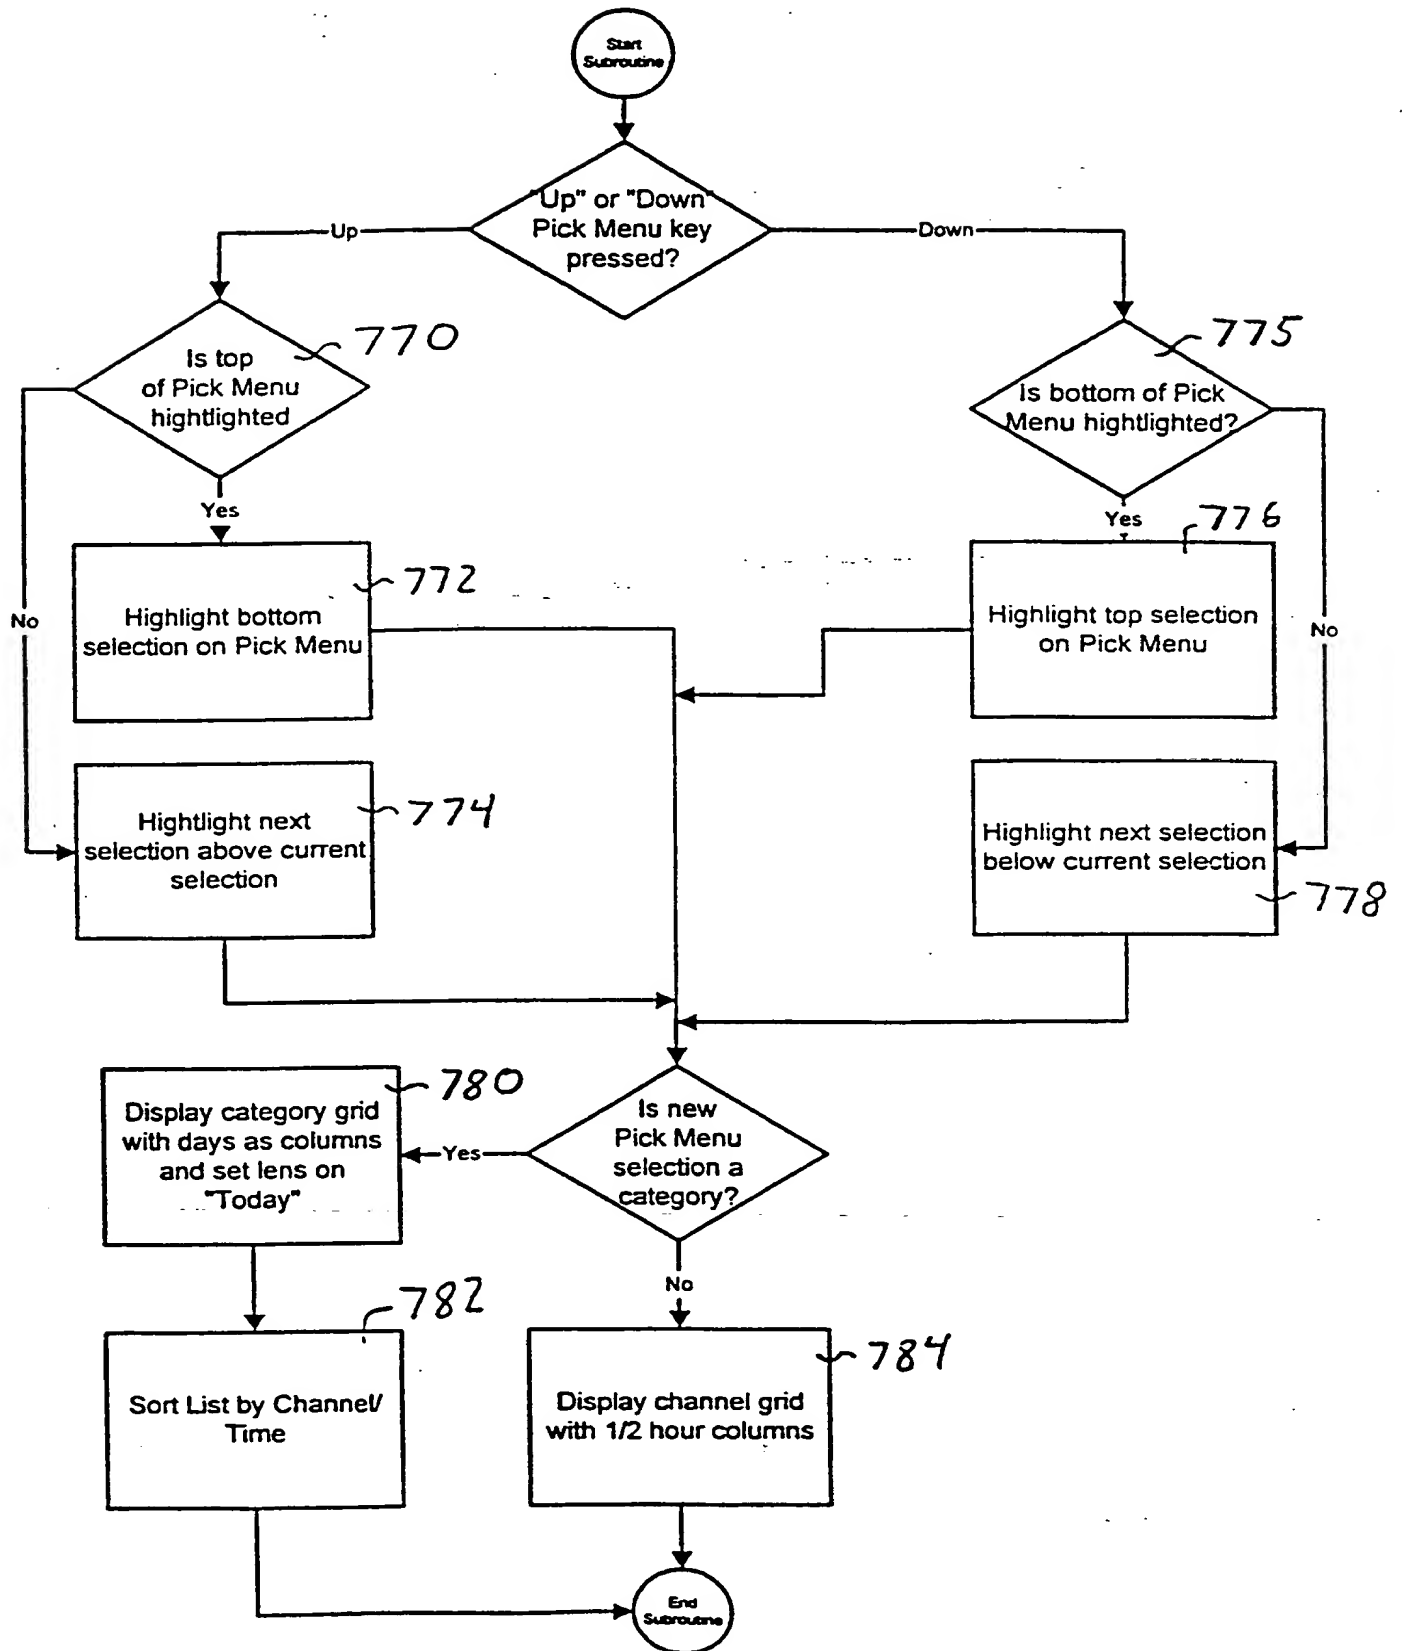 Start
Subroutine
"Up" or "Down"
Pick Menu key
pressed?
Up
Down
770
Is top
of Pick Menu
hightlighted
775
Is bottom of Pick
Menu hightlighted?
Yes
Yes
776
772
Highlight bottom
selection on Pick Menu
Highlight top selection
on Pick Menu
No
No
774
Hightlight next
selection above current
selection
Highlight next selection
below current selection
778
780
Display category grid
with days as columns
and set lens on
"Today"
Yes
Is new
Pick Menu
selection a
category?
No
782
Sort List by Channel/
Time
784
Display channel grid
with 1/2 hour columns
End
Subroutine